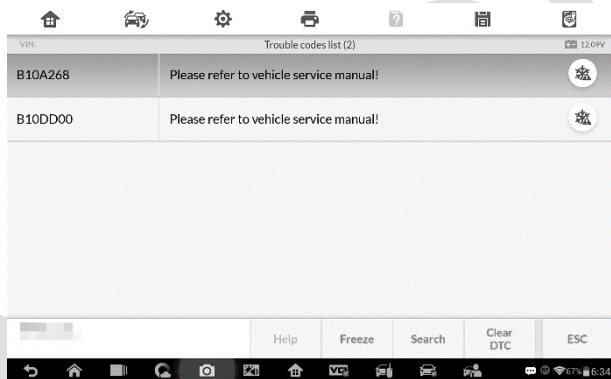 VIN:
Trouble codes list (2)
12.09V
B10A268
Please refer to vehicle service manual!
B10DD00
Please refer to vehicle service manual!
Help
Freeze
Search
Clear
DTC
ESC
67%
6:34